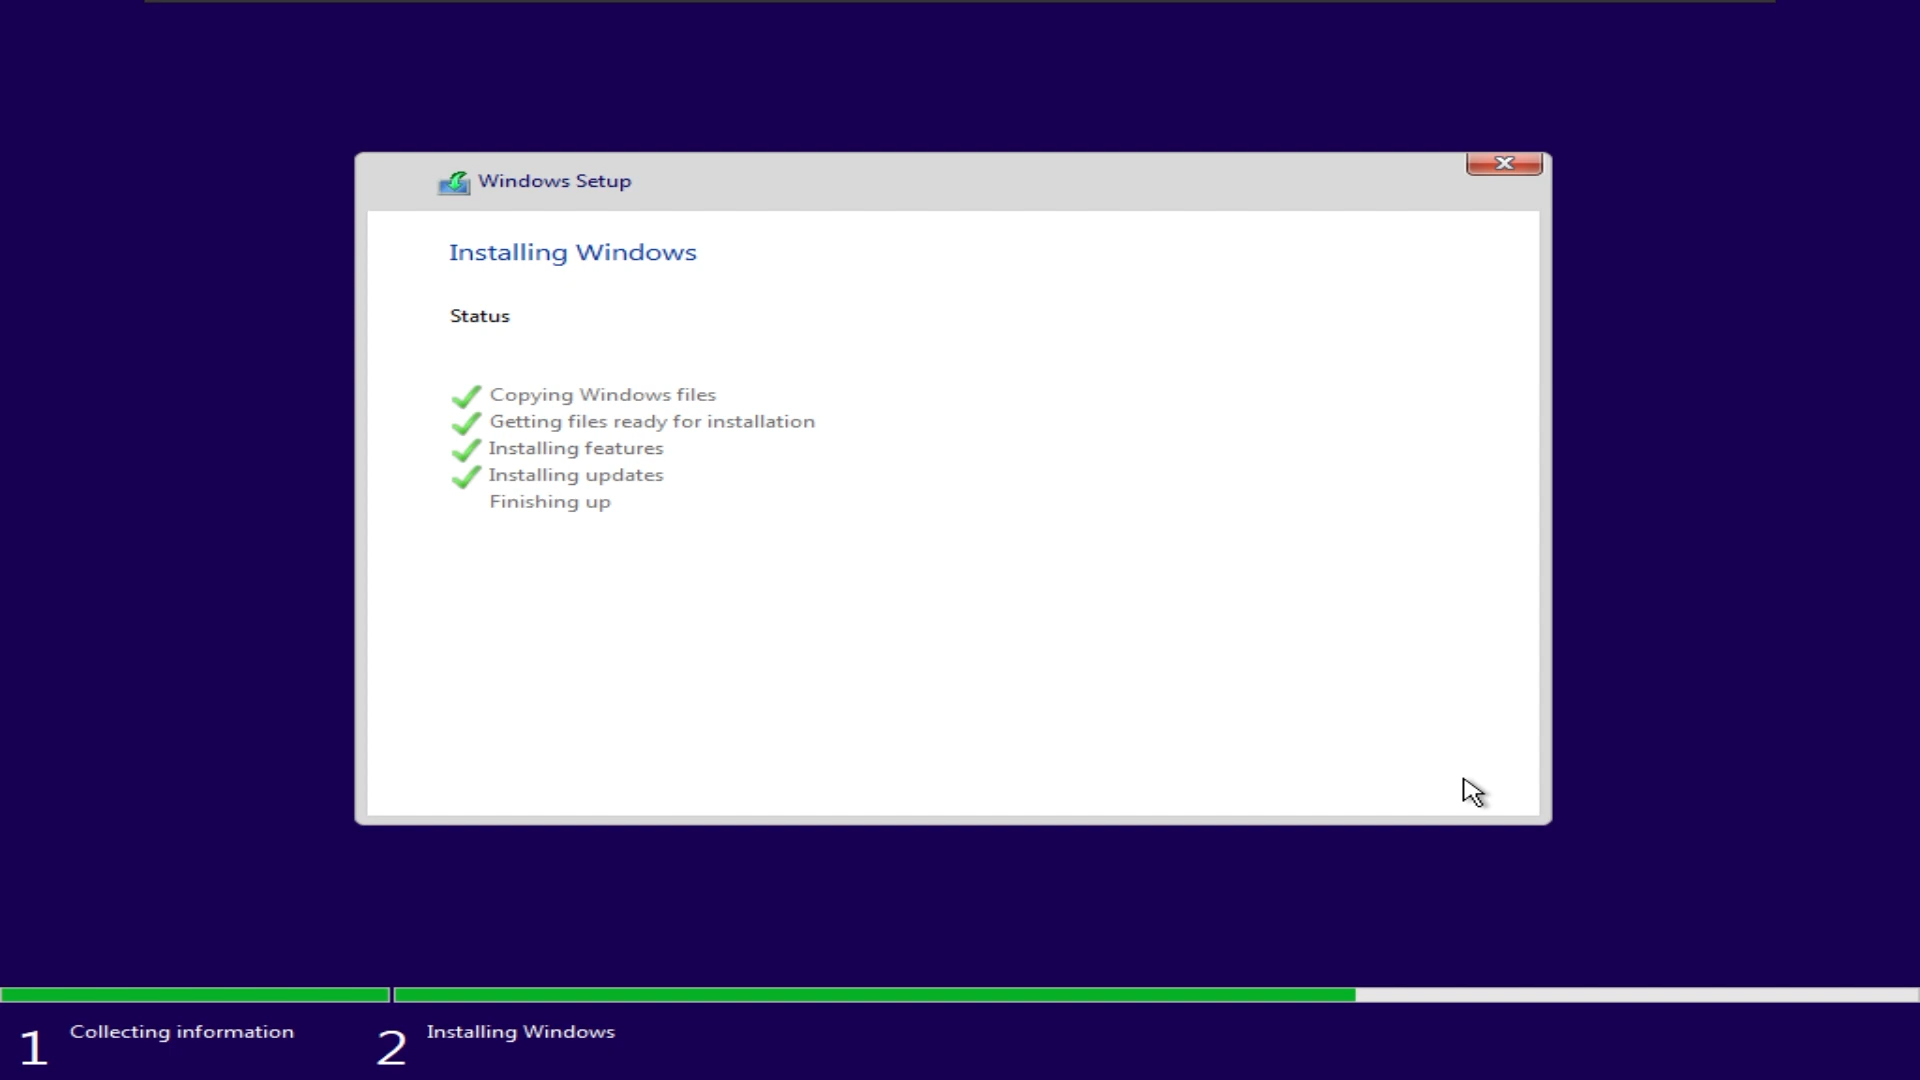 Windows Setup
Installing Windows
Status
Copying Windows files
Getting files ready for installation
Installing features
Installing updates
Finishing up
1 Collecting information
2 Installing Windows